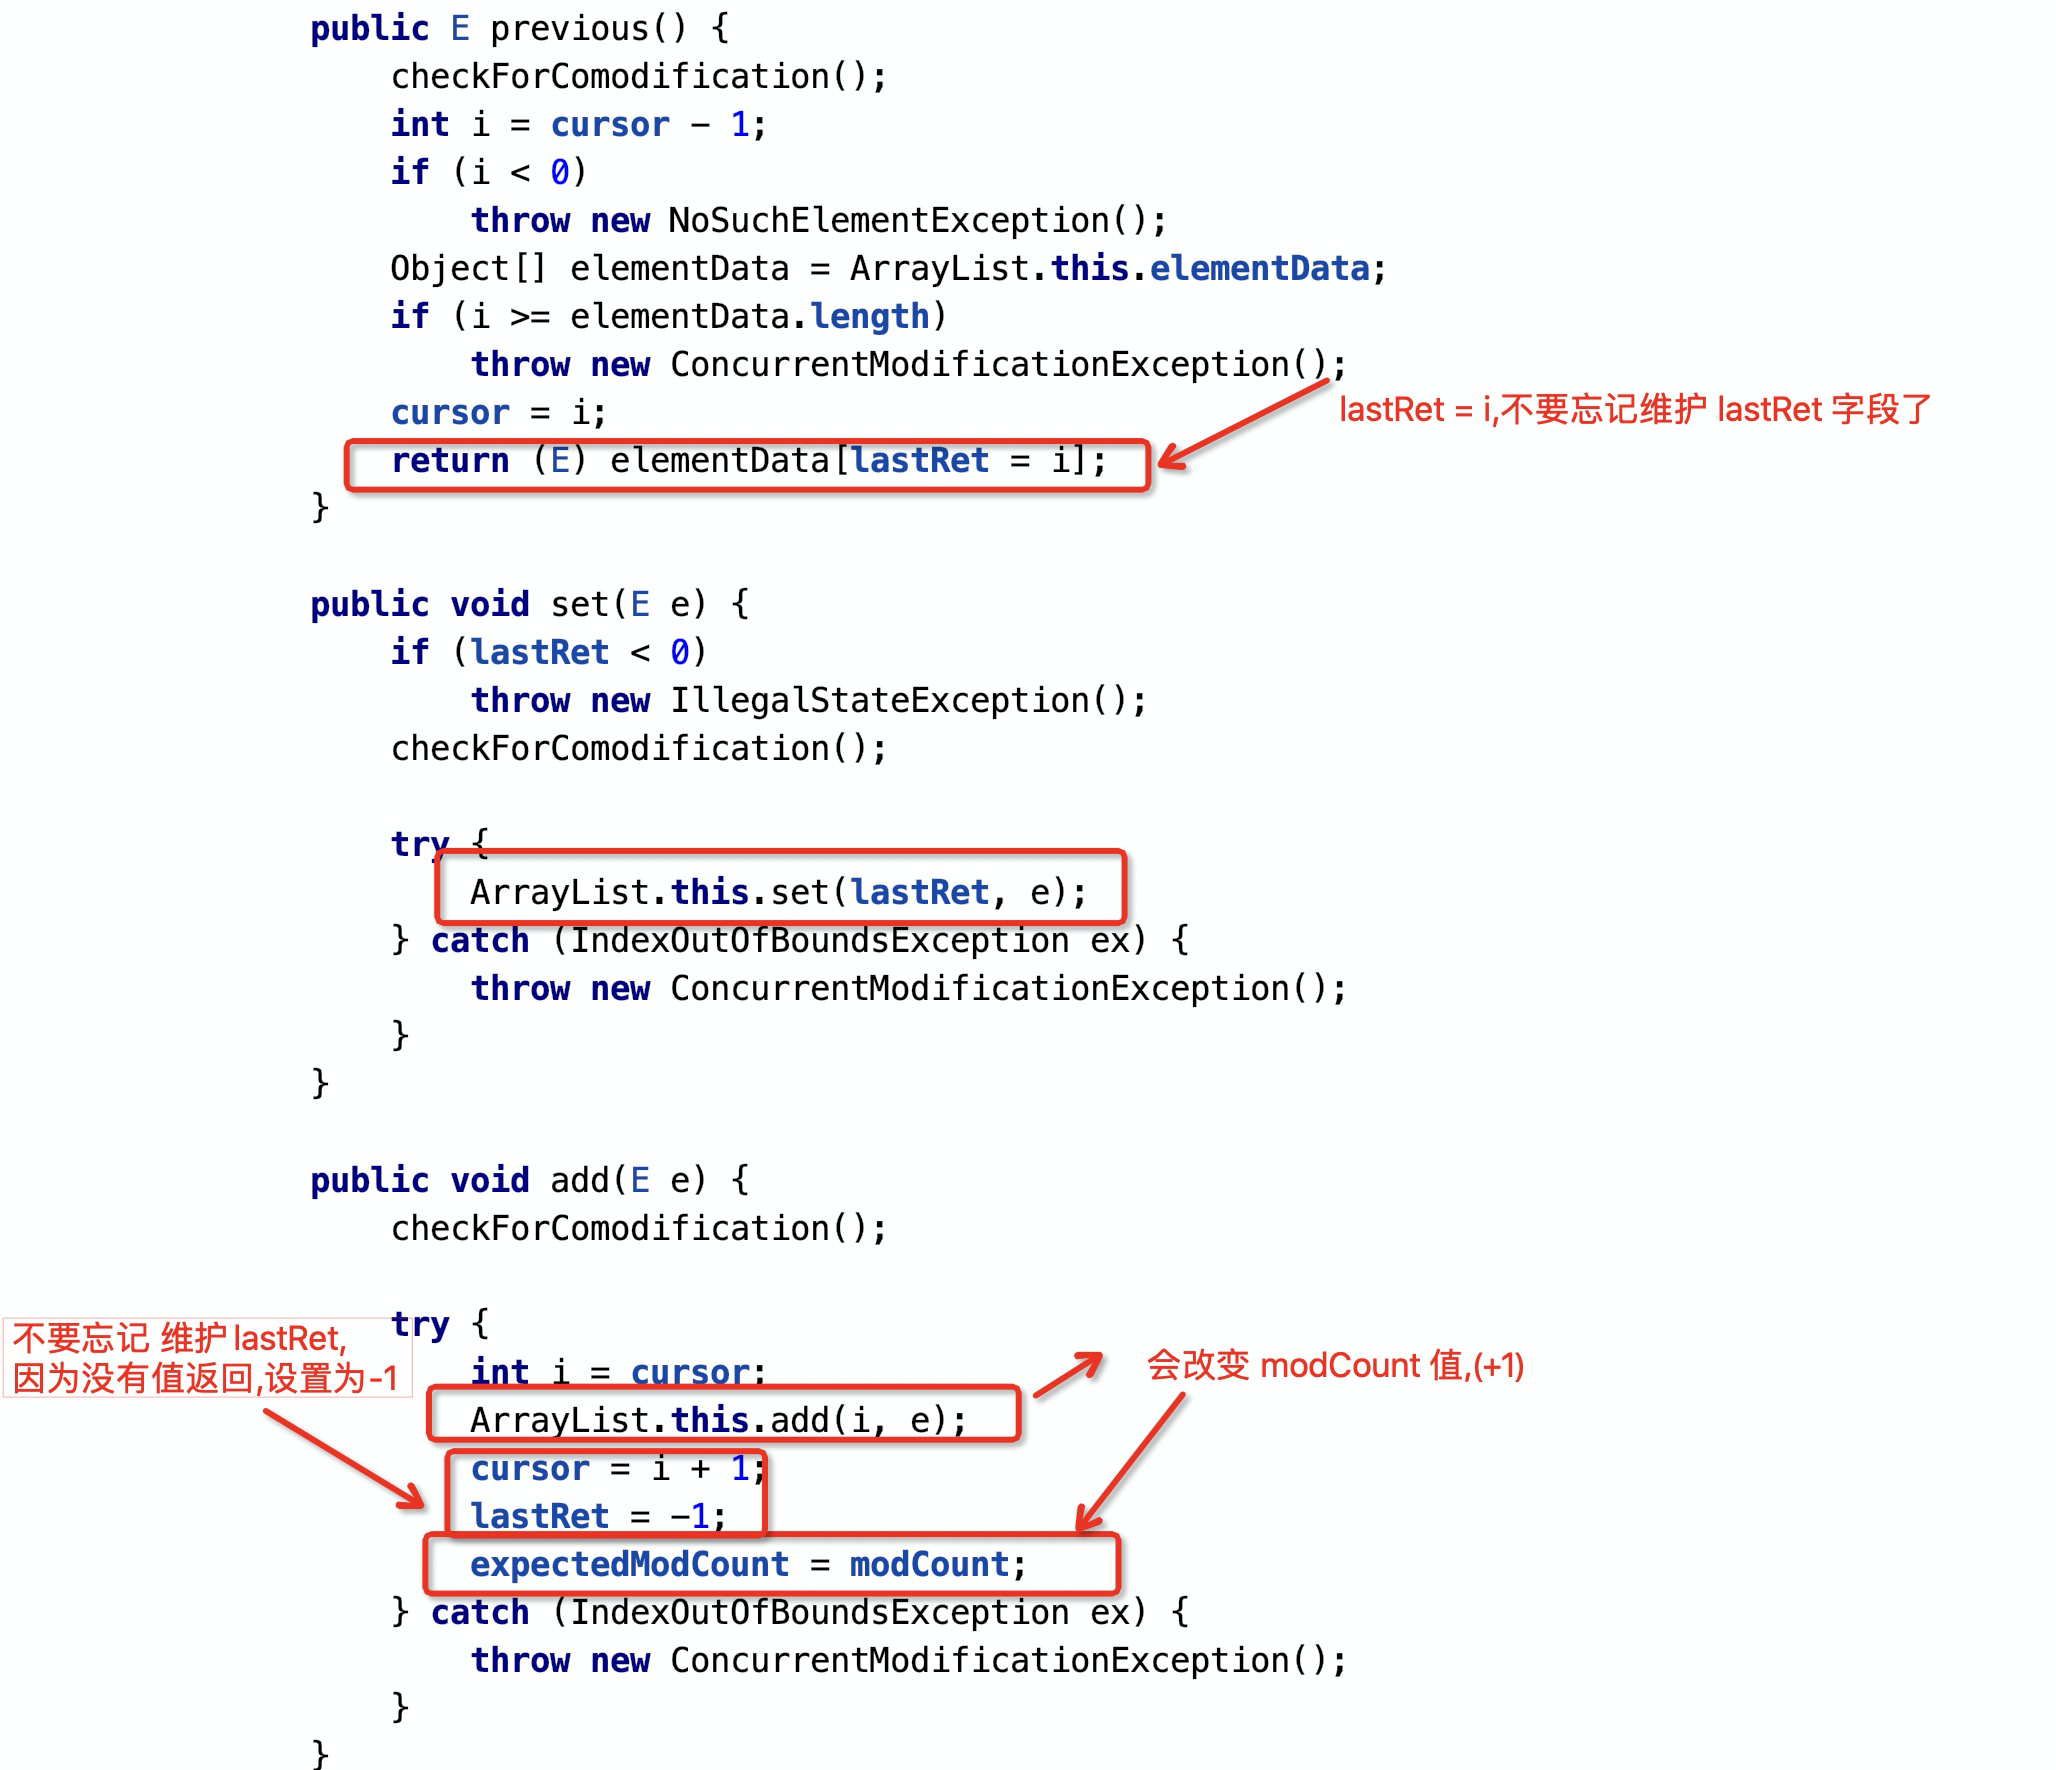 public E previous() {
checkForComodification();
int i = cursor - 1;
if (i < 0)
throw new NoSuchElementException();
Object[] elementData = ArrayList.this.elementData;
if (i >= elementData.length)
throw new ConcurrentModificationException();
lastRet = i,不要忘记维护 lastRet 字段了
cursor = i;
return (E) elementData[lastRet = i];
}
public void set(E e) {
if (lastRet < 0)
throw new IllegalStateException();
checkForComodification();
try {
ArrayList.this.set(lastRet, e);
} catch (IndexOutOfBoundsException ex) {
throw new ConcurrentModificationException();
}
}
public void add(E e) {
checkForComodification();
try {
不要忘记 维护 lastRet,
因为没有值返回,设置为-1
int i = cursor;
会改变 modCount 值,(+1)
ArrayList.this.add(i, e);
cursor = i + 1;
lastRet = -1;
expectedModCount = modCount;
} catch (IndexOutOfBoundsException ex) {
throw new ConcurrentModificationException();
}
}